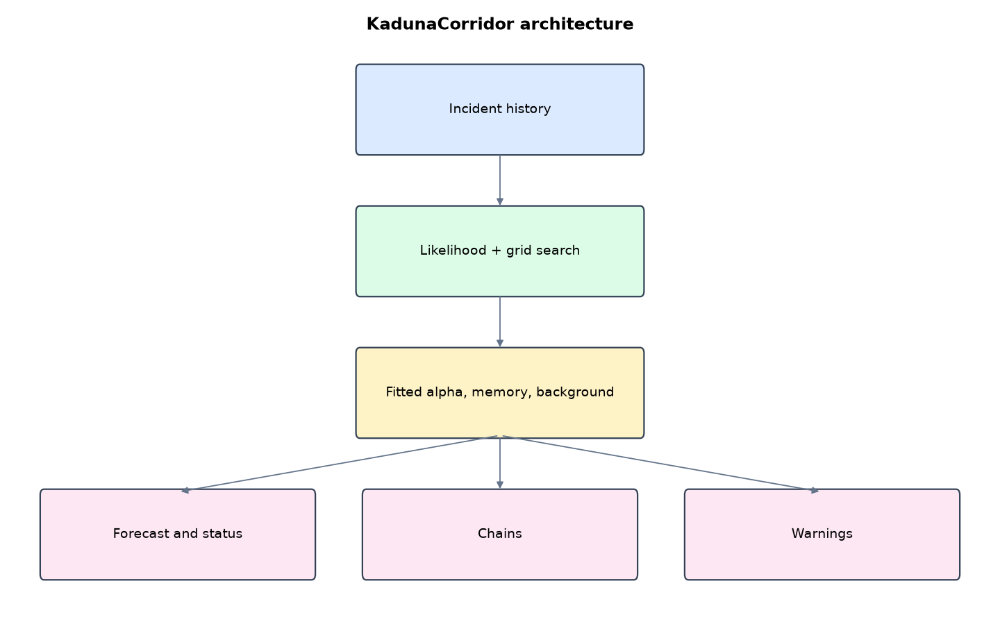 KadunaCorridor architecture
Incident history
Likelihood + grid search
Fitted alpha, memory, background
Forecast and status
Chains
Warnings